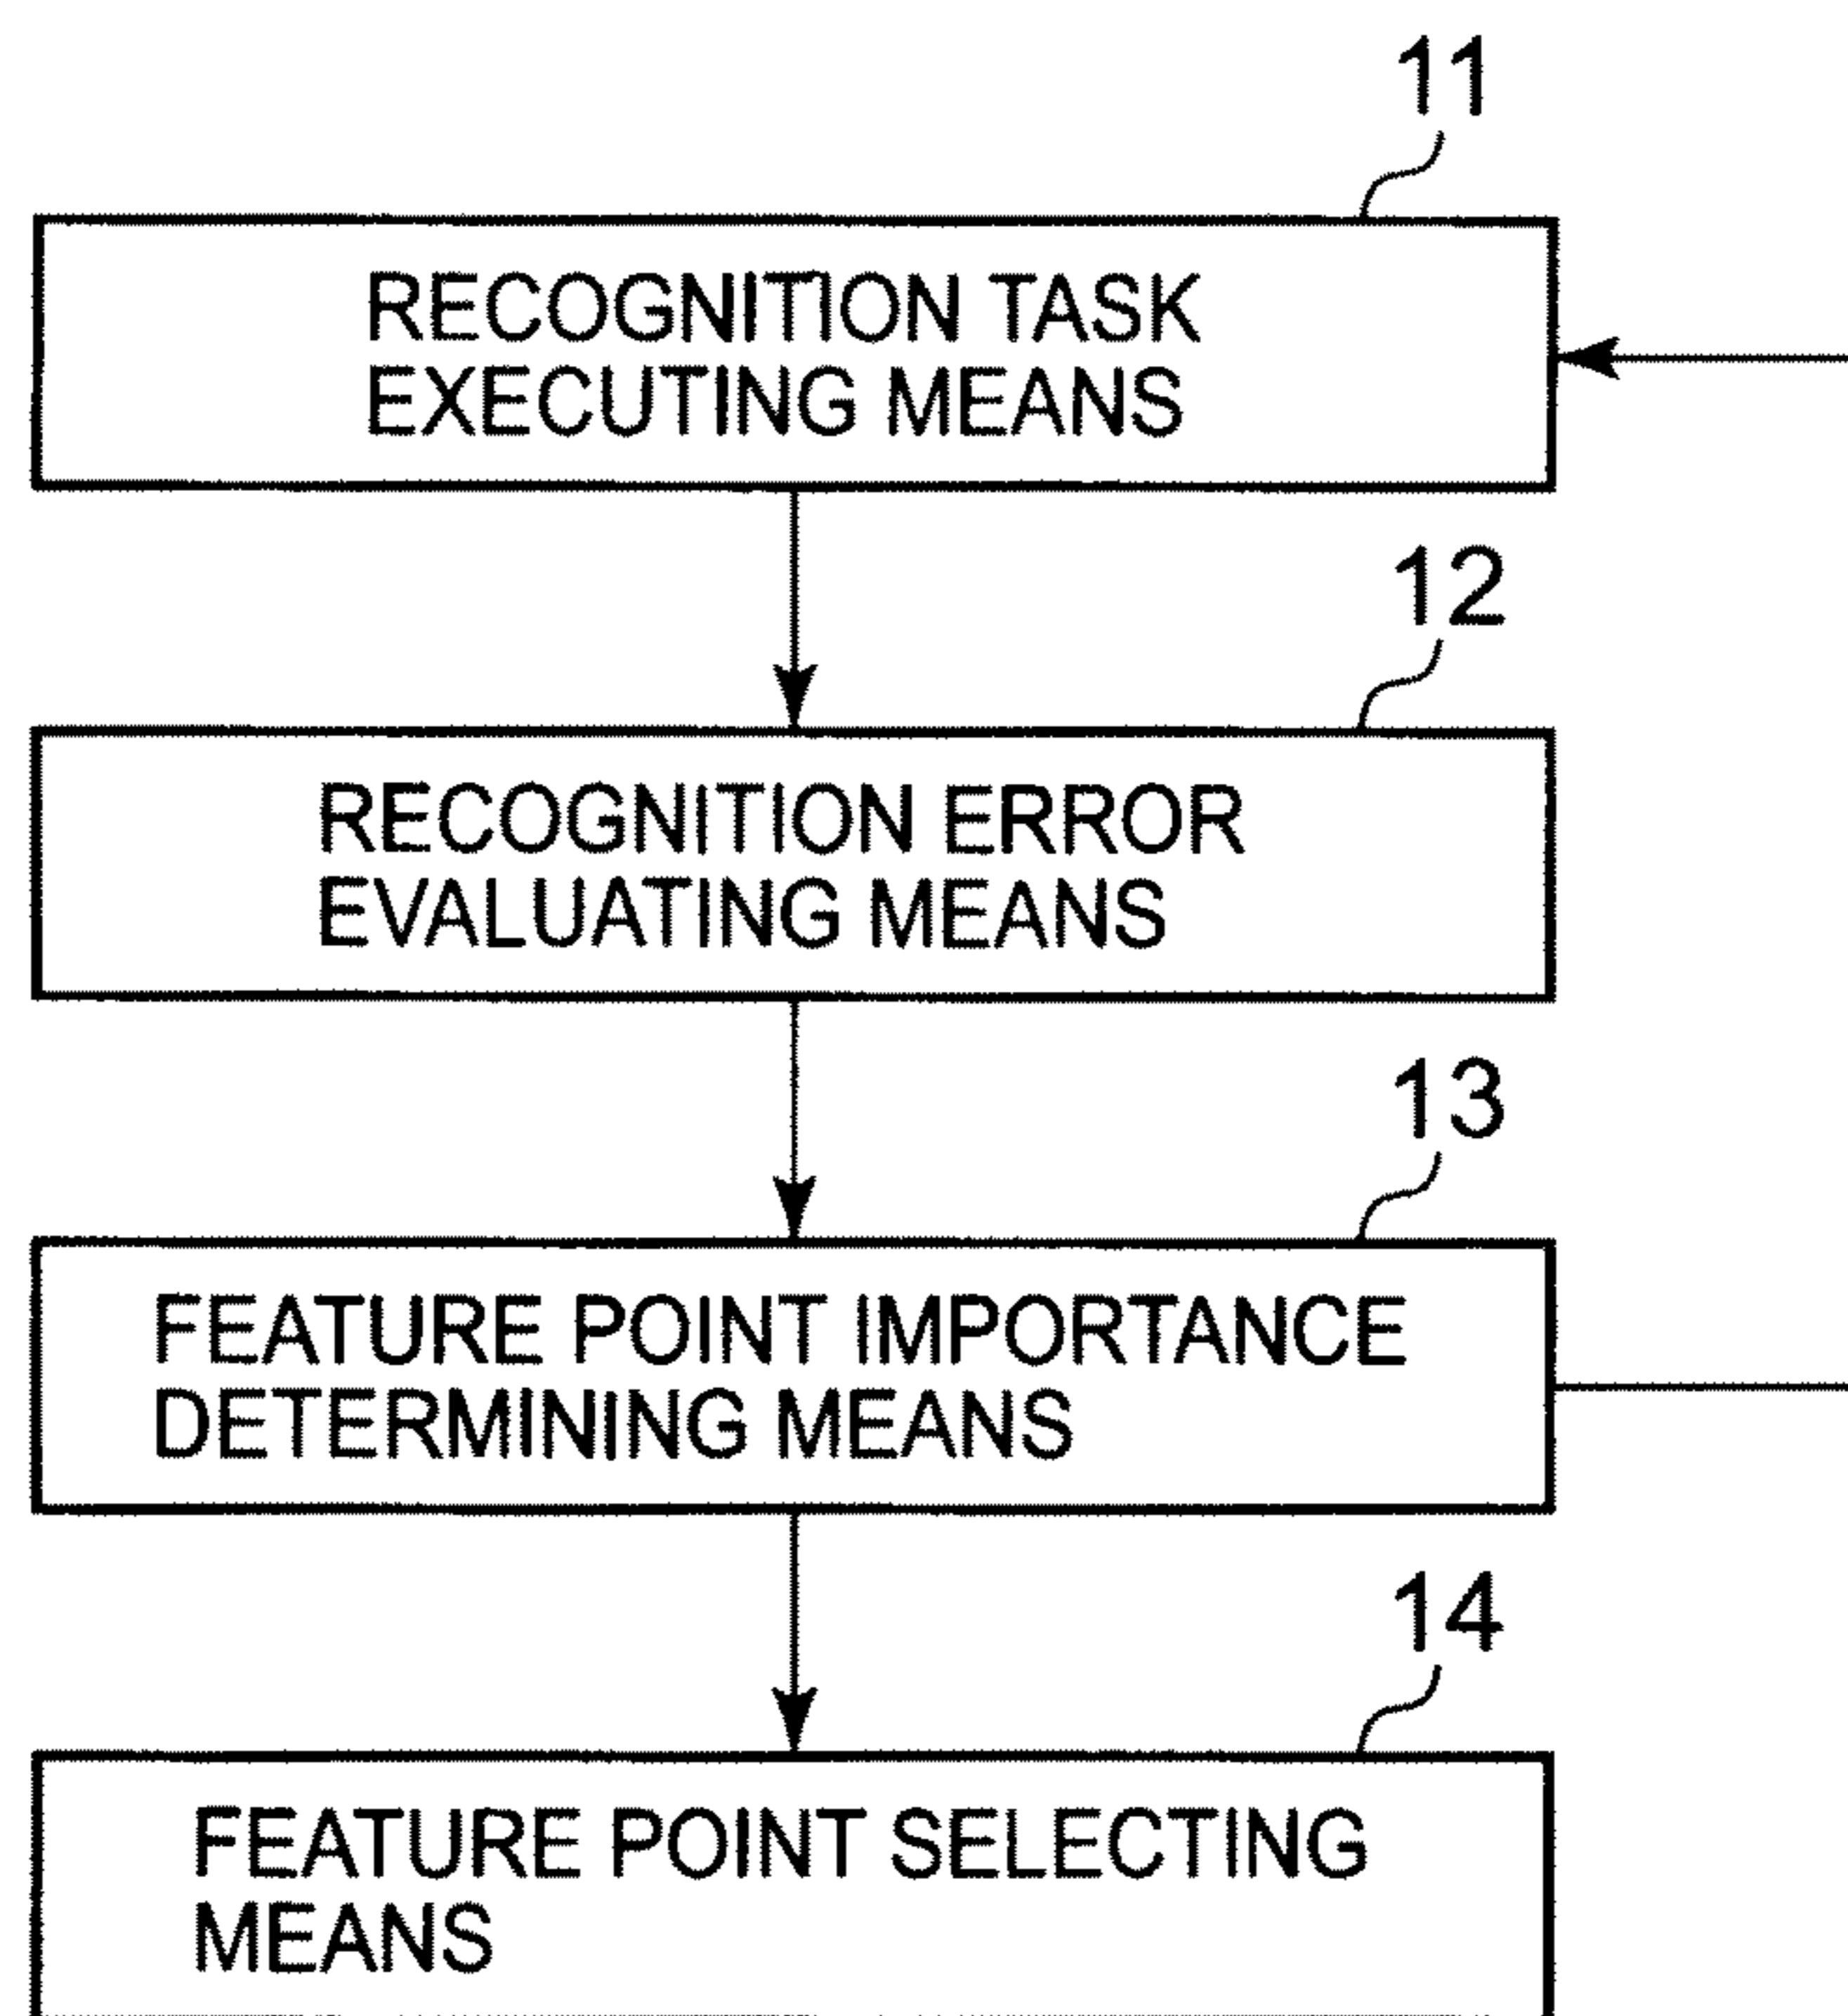 11
RECOGNITION TASK
EXECUTING MEANS
12
RECOGNITION ERROR
EVALUATING MEANS
13
FEATURE POINT IMPORTANCE
DETERMINING MEANS
14
FEATURE POINT SELECTING
MEANS